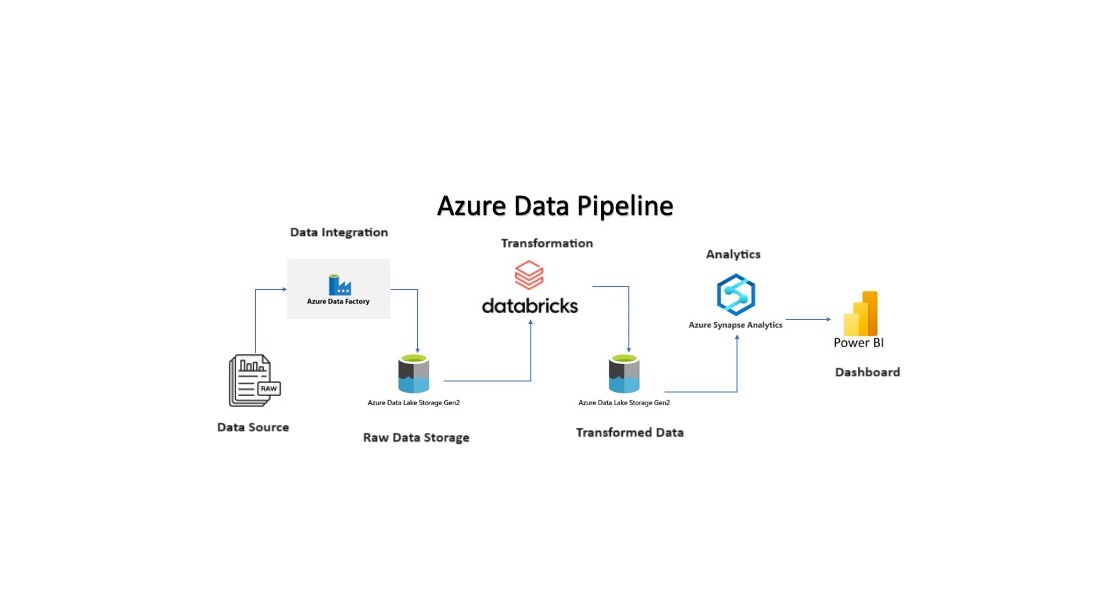 Azure Data Pipeline
Data Integration
Azure Data Factory
RAW
Data Source
Azure Data Lake Storage Gen2
Raw Data Storage
Transformation
databricks
Azure Data Lake Storage Gen2
Transformed Data
Analytics
Azure Synapse Analytics
Power BI
Dashboard